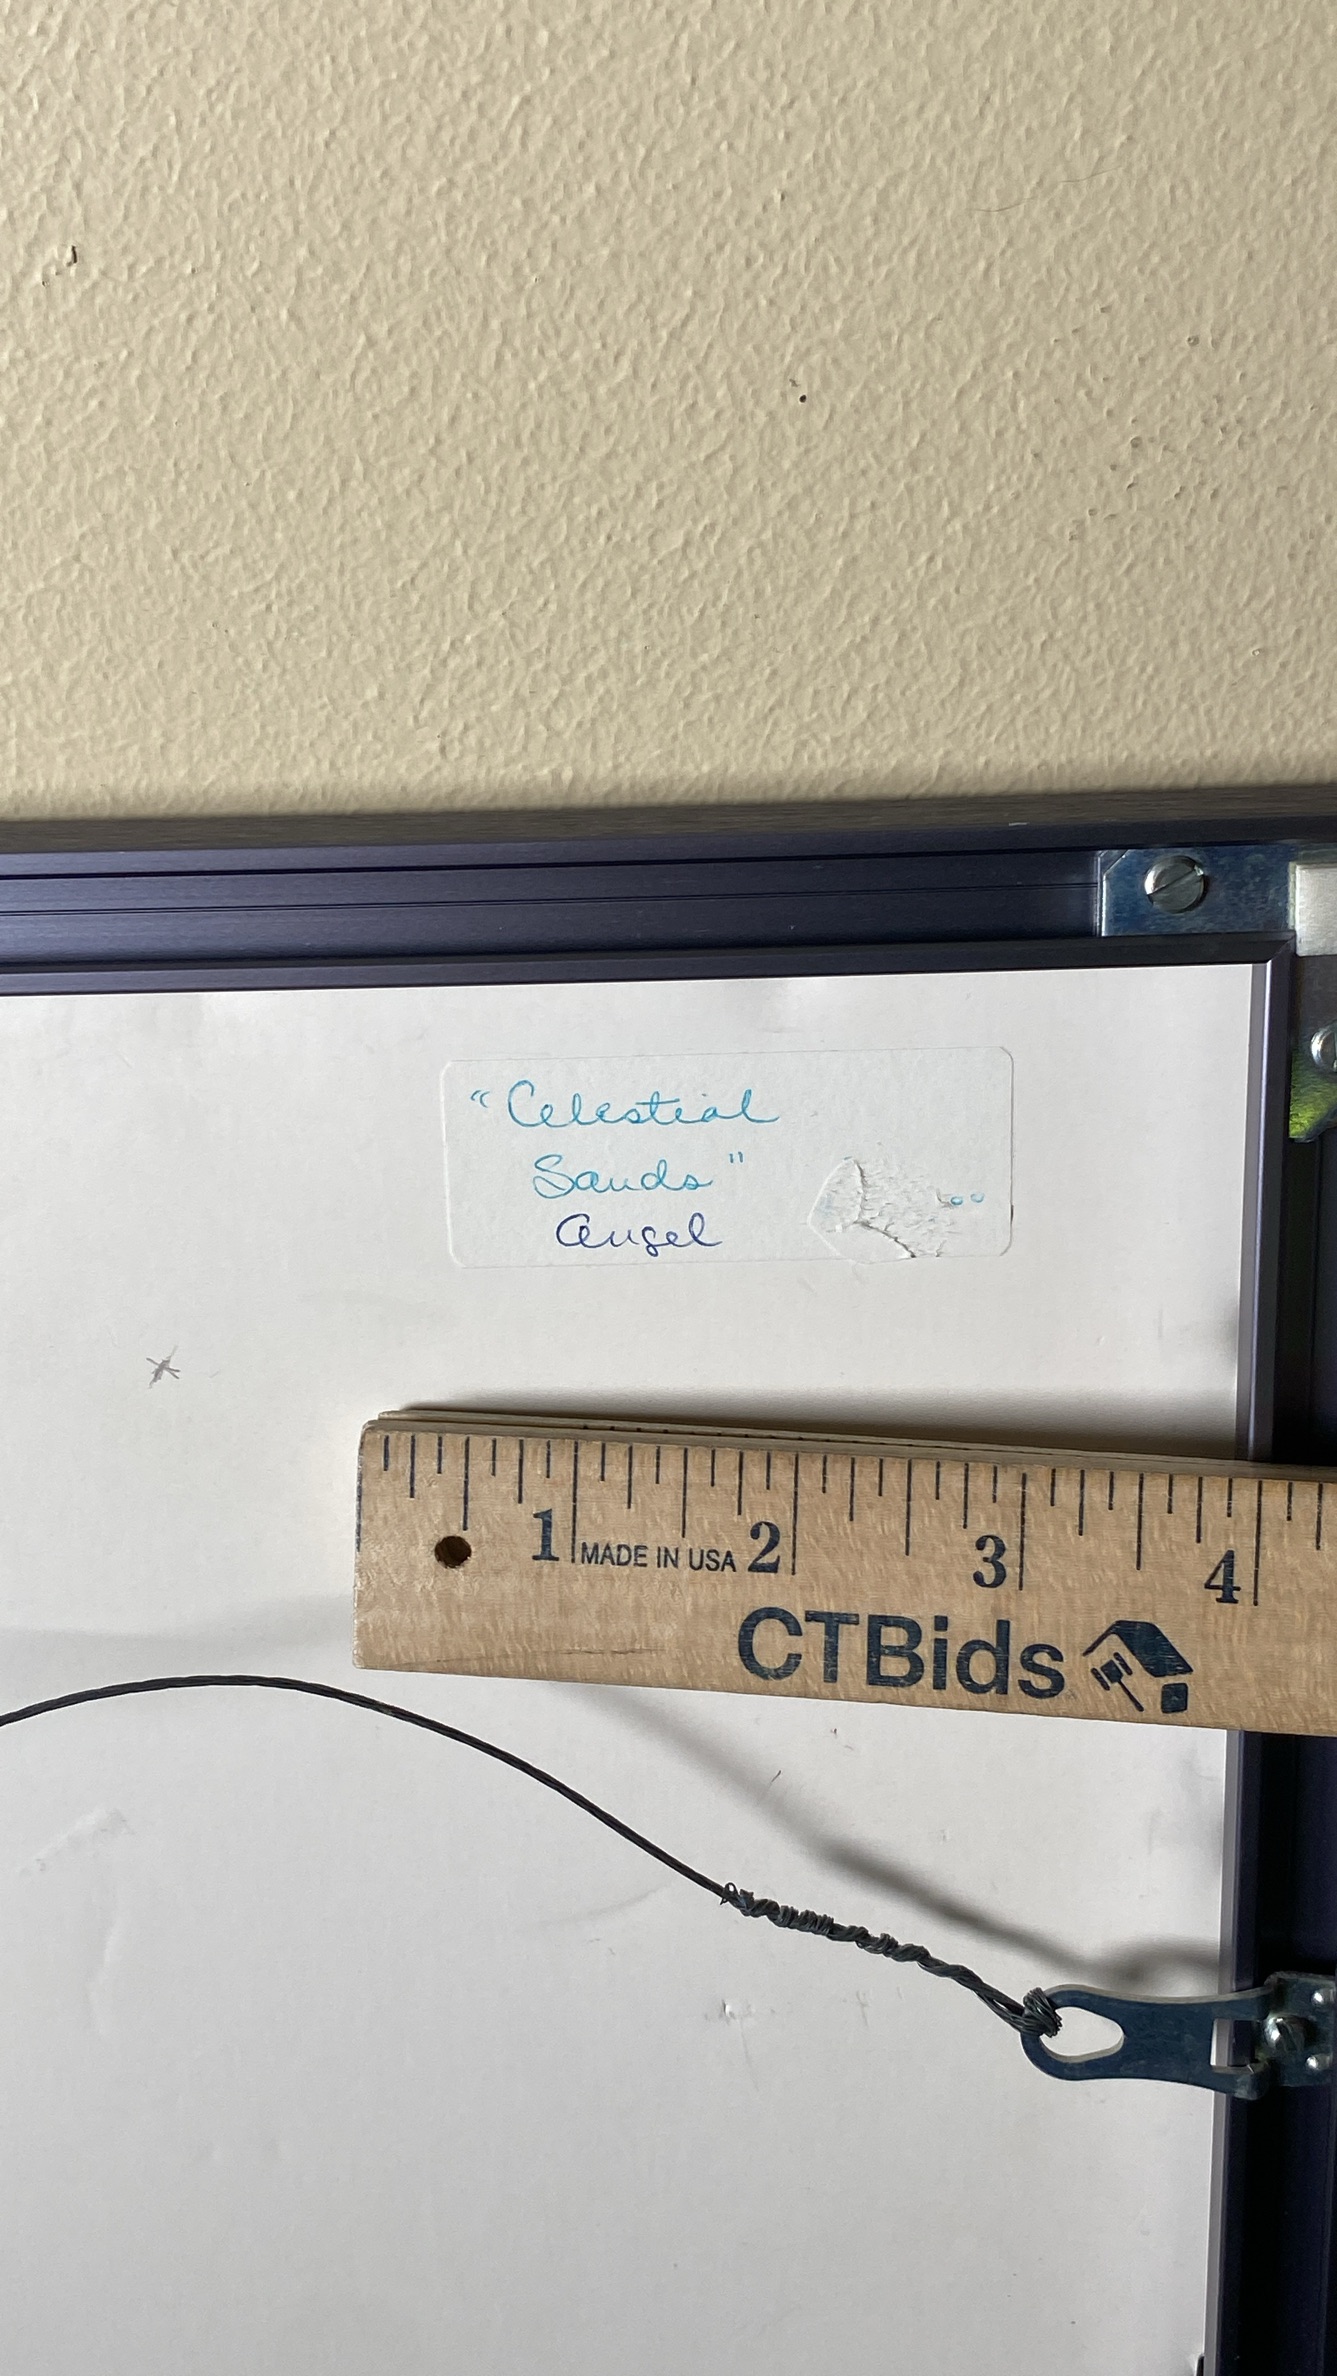 “Celestial
Sands”
Angel
1 MADE IN USA 2 3 4
CTBids